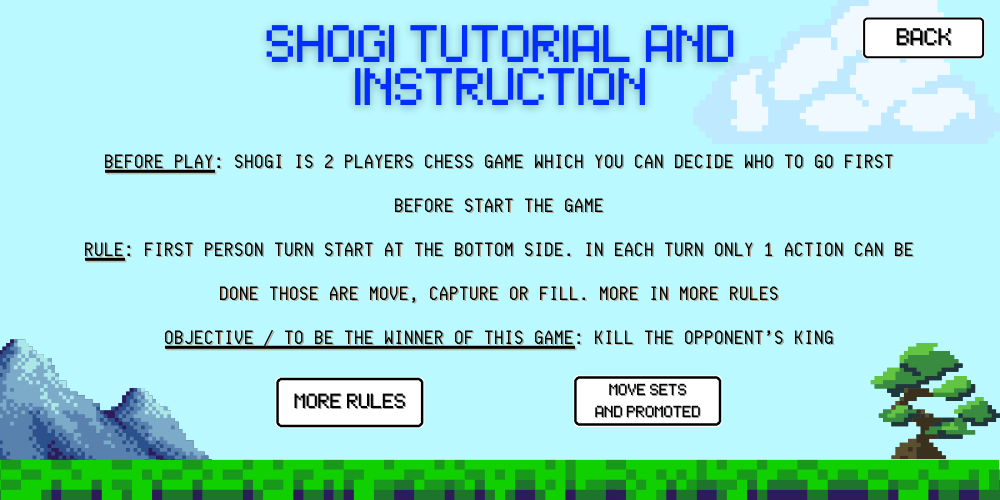 SHOGI TUTORIAL AND
INSTRUCTION
BACK
BEFORE PLAY: SHOGI IS 2 PLAYERS CHESS GAME WHICH YOU CAN DECIDE WHO TO GO FIRST
BEFORE START THE GAME
RULE: FIRST PERSON TURN START AT THE BOTTOM SIDE. IN EACH TURN ONLY 1 ACTION CAN BE
DONE THOSE ARE MOVE, CAPTURE OR FILL. MORE IN MORE RULES
OBJECTIVE / TO BE THE WINNER OF THIS GAME: KILL THE OPPONENT'S KING
MORE RULES
MOVE SETS
AND PROMOTED